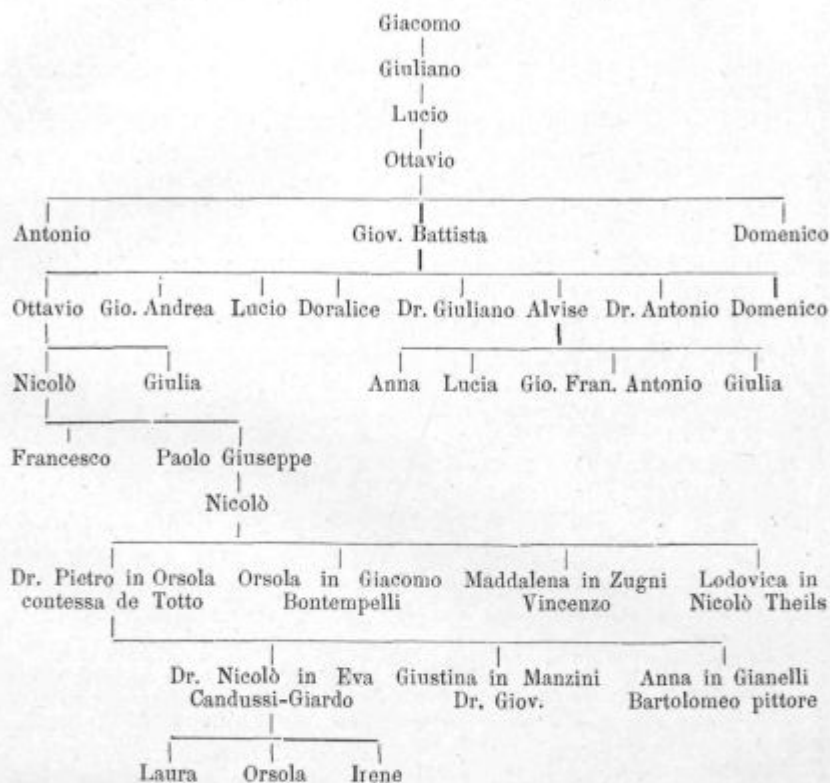 Giacomo
Giuliano
Lucio
Ottavio
Antonio Giov. Battista Domenico
Ottavio Gio. Andrea Lucio Doralice Dr. Giuliano Alvise Dr. Antonio Domenico
Nicolò Giulia Anna Lucia Gio. Fran. Antonio Giulia
Francesco Paolo Giuseppe
Nicolò
Dr. Pietro in Orsola Orsola in Giacomo Maddalena in Zugni Lodovica in
contessa de Totto Bontempelli Vincenzo Nicolò Theils
Dr. Nicolò in Eva Giustina in Manzini Anna in Gianelli
Candussi-Giardo Dr. Giov. Bartolomeo pittore
Laura Orsola Irene